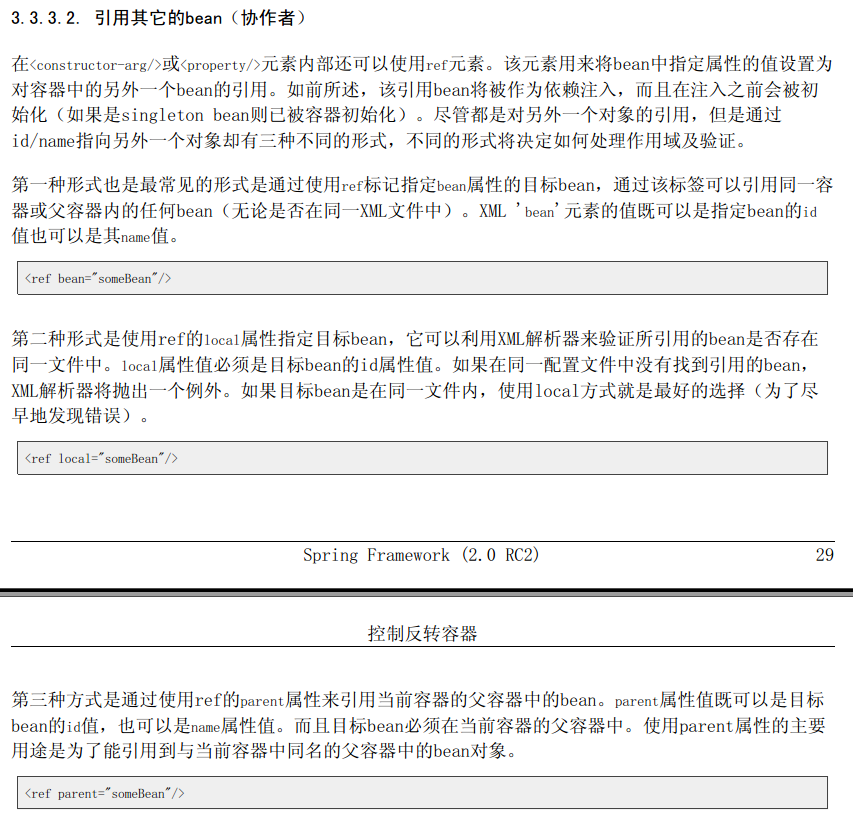 3.3.3.2. 引用其它的bean（协作者）
在<constructor-arg/>或<property/>元素内部还可以使用ref元素。该元素用来将bean中指定属性的值设置为
对容器中的另外一个bean的引用。如前所述，该引用bean将被作为依赖注入，而且在注入之前会被初
始化（如果是singleton bean则已被容器初始化）。尽管都是对另外一个对象的引用，但是通过
id/name指向另外一个对象却有三种不同的形式，不同的形式将决定如何处理作用域及验证。
第一种形式也是最常见的形式是通过使用ref标记指定bean属性的目标bean，通过该标签可以引用同一容
器或父容器内的任何bean（无论是否在同一XML文件中）。XML 'bean'元素的值既可以是指定bean的id
值也可以是其name值。
<ref bean="someBean"/>
第二种形式是使用ref的local属性指定目标bean，它可以利用XML解析器来验证所引用的bean是否存在
同一文件中。local属性值必须是目标bean的id属性值。如果在同一配置文件中没有找到引用的bean，
XML解析器将抛出一个例外。如果目标bean是在同一文件内，使用local方式就是最好的选择（为了尽
早地发现错误）。
<ref local="someBean"/>
Spring Framework (2.0 RC2) 29
控制反转容器
第三种方式是通过使用ref的parent属性来引用当前容器的父容器中的bean。parent属性值既可以是目标
bean的id值，也可以是name属性值。而且目标bean必须在当前容器的父容器中。使用parent属性的主要
用途是为了能引用到与当前容器中同名的父容器中的bean对象。
<ref parent="someBean"/>